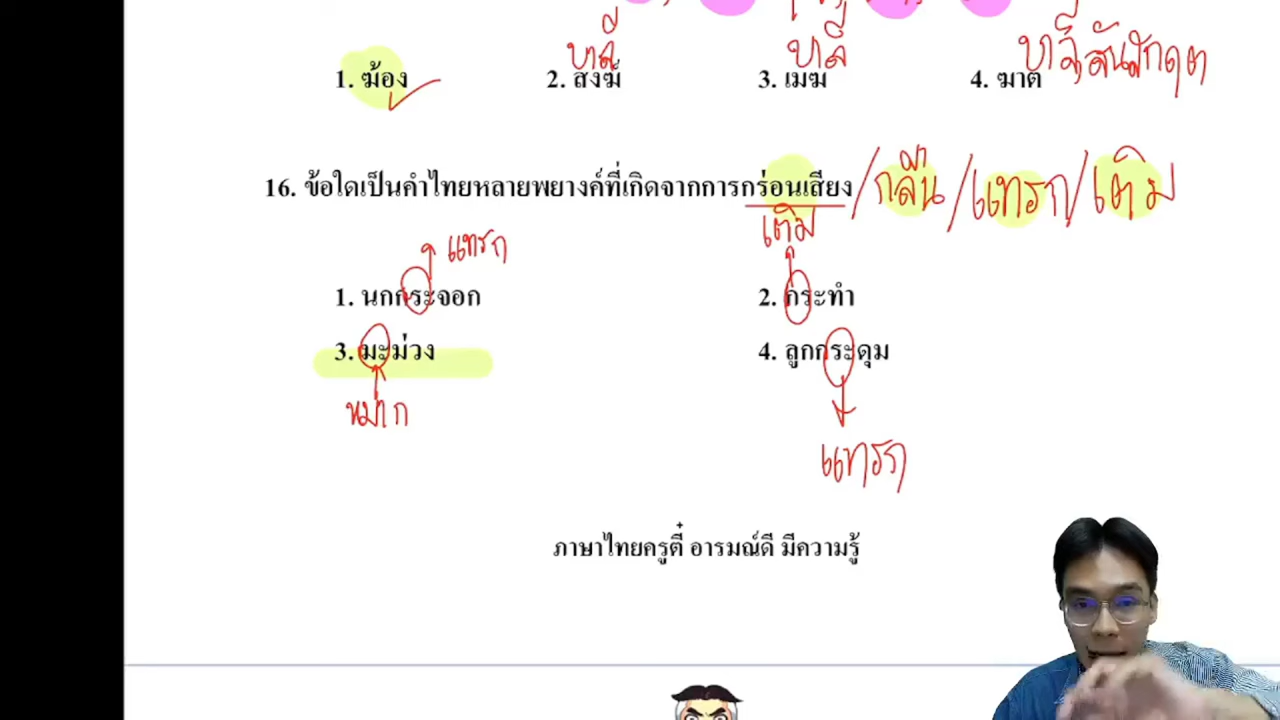 บาลี บาลี บาลี,สันสกฤต
1. ฆ้อง 2. สงฆ์ 3. เมฆ 4. ฆาต
16. ข้อใดเป็นคำไทยหลายพยางค์ที่เกิดจากการกร่อนเสียง /กลืน/แทรก/เติม
แทรก เติม
1. นกกระจอก 2. กระทำ
3. มะม่วง 4. ลูกกระดุม
หมาก
แทรก
ภาษาไทยครูตี๋ อารมณ์ดี มีความรู้